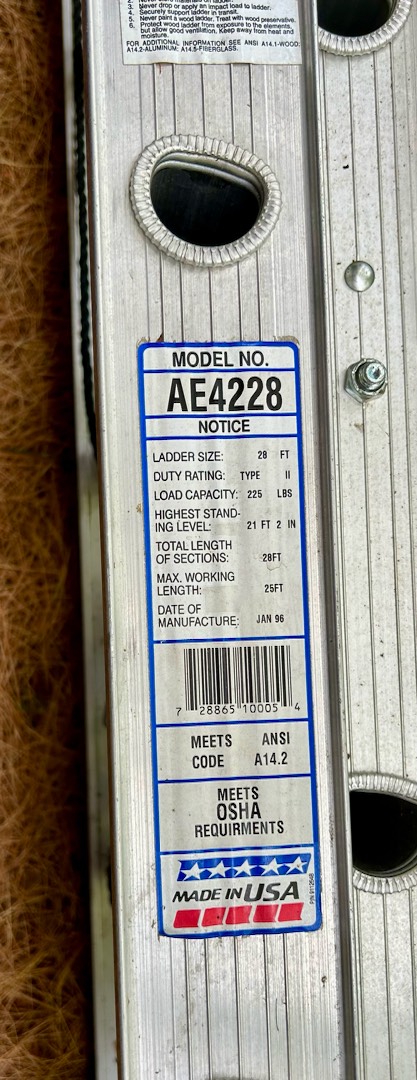 3. Never drop or apply an impact load to ladder.
4. Securely support ladder in transit.
5. Never paint a wood ladder. Treat with wood preservative.
6. Protect wood ladder from exposure to the elements,
but allow good ventilation. Keep away from heat and
moisture.
FOR ADDITIONAL INFORMATION SEE ANSI A14.1-WOOD:
A14.2-ALUMINUM: A14.5-FIBERGLASS.
MODEL NO.
AE4228
NOTICE
LADDER SIZE: 28 FT
DUTY RATING: TYPE II
LOAD CAPACITY: 225 LBS
HIGHEST STAND-
ING LEVEL: 21 FT 2 IN
TOTAL LENGTH
OF SECTIONS: 28FT
MAX. WORKING
LENGTH: 25FT
DATE OF
MANUFACTURE: JAN 96
7 28865 10005 4
MEETS ANSI
CODE A14.2
MEETS
OSHA
REQUIRMENTS
MADE IN USA